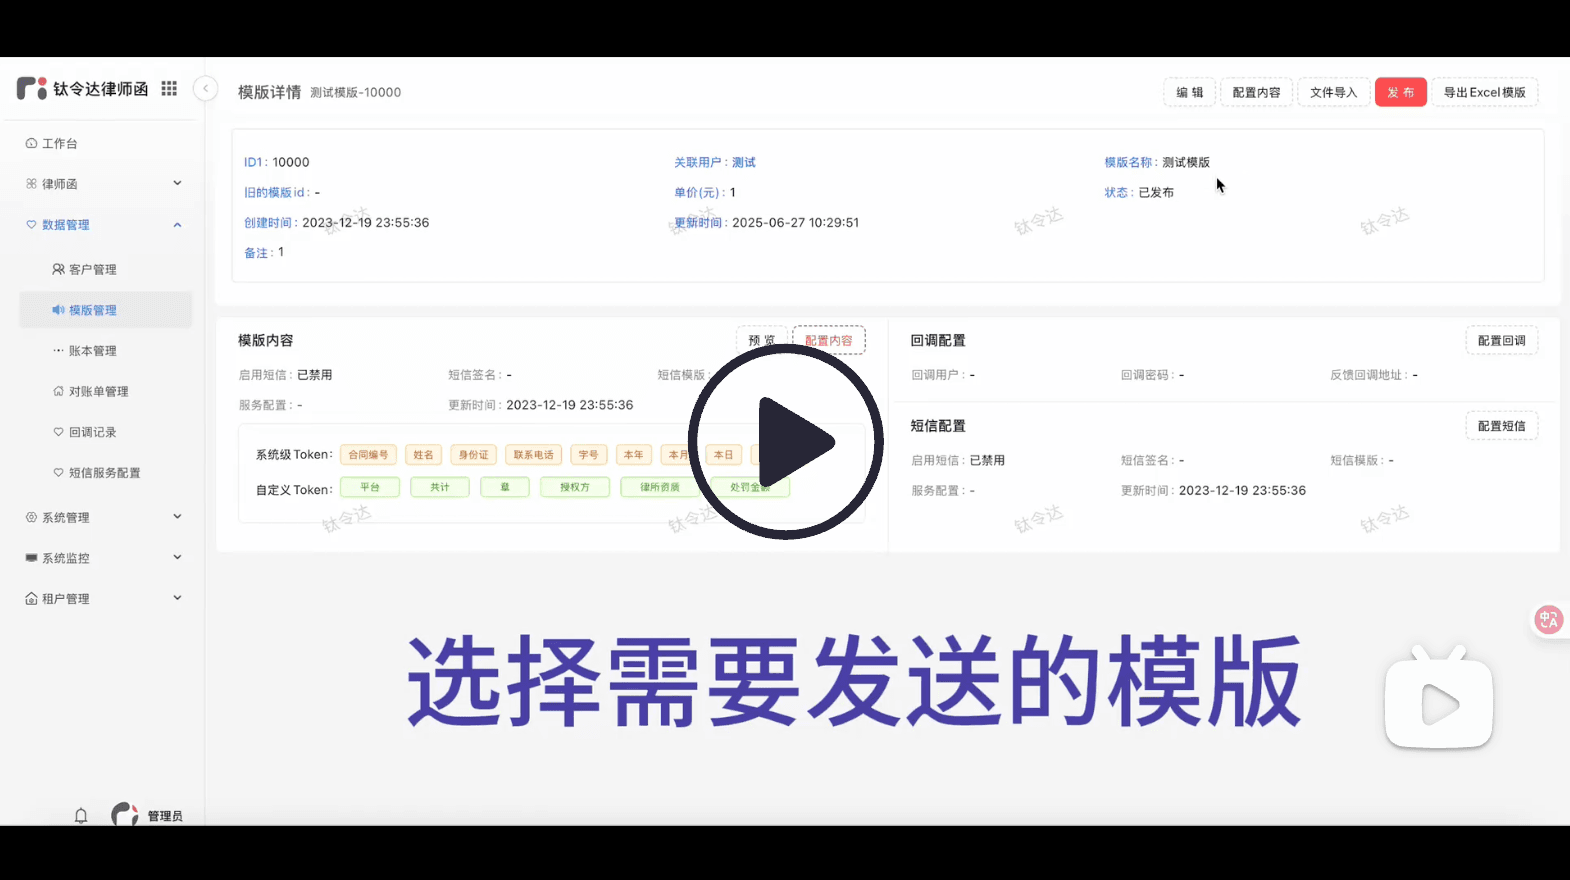 钛令达律师函
模版详情 测试模版-10000
编 辑 配置内容 文件导入 发 布 导出Excel模版
工作台
律师函
数据管理
客户管理
模版管理
账本管理
对账单管理
回调记录
短信服务配置
系统管理
系统监控
租户管理
管理员
ID1 : 10000 关联用户 : 测试 模版名称 : 测试模版
旧的模版id : - 单价(元) : 1 状态 : 已发布
创建时间 : 2023-12-19 23:55:36 更新时间 : 2025-06-27 10:29:51
备注 : 1
钛令达 钛令达 钛令达 钛令达
模版内容 预 览 配置内容
启用短信 : 已禁用 短信签名 : - 短信模版 :
服务配置 : - 更新时间 : 2023-12-19 23:55:36
系统级 Token: 合同编号 姓名 身份证 联系电话 字号 本年 本月 本日
自定义 Token: 平台 共计 章 授权方 律所资质 处罚金额
回调配置 配置回调
回调用户 : - 回调密码 : - 反馈回调地址 : -
短信配置 配置短信
启用短信 : 已禁用 短信签名 : - 短信模版 : -
服务配置 : - 更新时间 : 2023-12-19 23:55:36
钛令达 钛令达 钛令达 钛令达
选择需要发送的模版